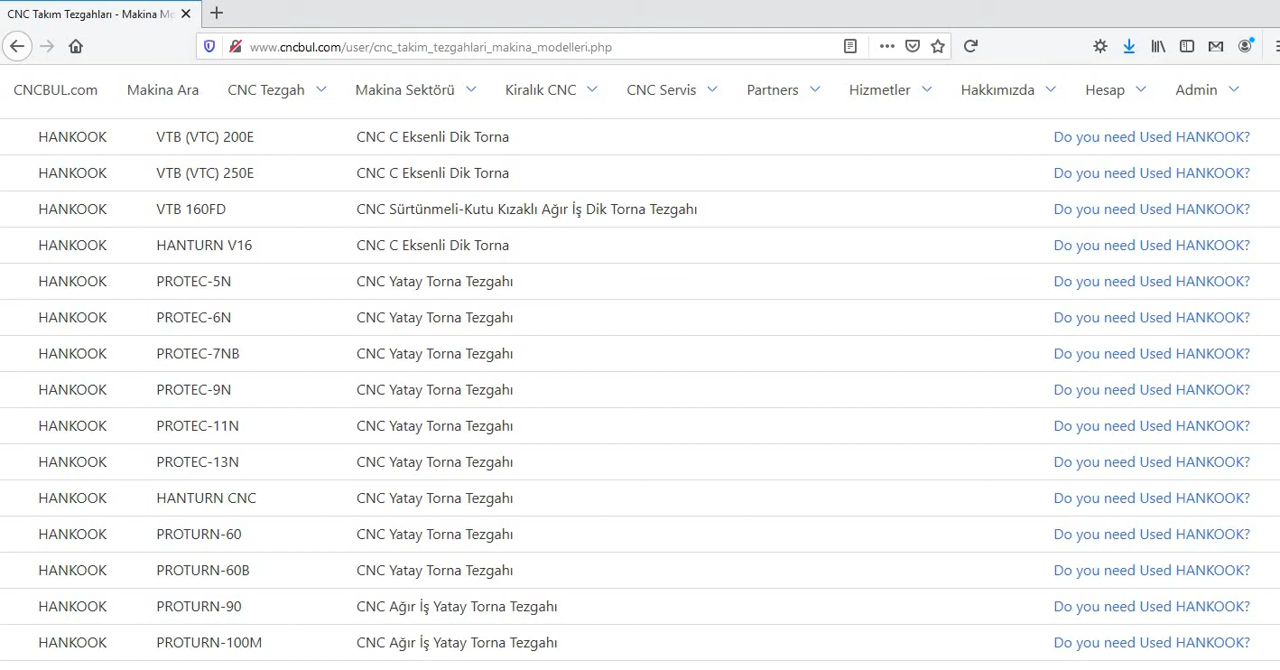 CNC Takım Tezgahları - Makina Mo
www.cncbul.com/user/cnc_takim_tezgahlari_makina_modelleri.php
CNCBUL.com Makina Ara CNC Tezgah Makina Sektörü Kiralık CNC CNC Servis Partners Hizmetler Hakkımızda Hesap Admin
HANKOOK VTB (VTC) 200E CNC C Eksenli Dik Torna Do you need Used HANKOOK?
HANKOOK VTB (VTC) 250E CNC C Eksenli Dik Torna Do you need Used HANKOOK?
HANKOOK VTB 160FD CNC Sürtünmeli-Kutu Kızaklı Ağır İş Dik Torna Tezgahı Do you need Used HANKOOK?
HANKOOK HANTURN V16 CNC C Eksenli Dik Torna Do you need Used HANKOOK?
HANKOOK PROTEC-5N CNC Yatay Torna Tezgahı Do you need Used HANKOOK?
HANKOOK PROTEC-6N CNC Yatay Torna Tezgahı Do you need Used HANKOOK?
HANKOOK PROTEC-7NB CNC Yatay Torna Tezgahı Do you need Used HANKOOK?
HANKOOK PROTEC-9N CNC Yatay Torna Tezgahı Do you need Used HANKOOK?
HANKOOK PROTEC-11N CNC Yatay Torna Tezgahı Do you need Used HANKOOK?
HANKOOK PROTEC-13N CNC Yatay Torna Tezgahı Do you need Used HANKOOK?
HANKOOK HANTURN CNC CNC Yatay Torna Tezgahı Do you need Used HANKOOK?
HANKOOK PROTURN-60 CNC Yatay Torna Tezgahı Do you need Used HANKOOK?
HANKOOK PROTURN-60B CNC Yatay Torna Tezgahı Do you need Used HANKOOK?
HANKOOK PROTURN-90 CNC Ağır İş Yatay Torna Tezgahı Do you need Used HANKOOK?
HANKOOK PROTURN-100M CNC Ağır İş Yatay Torna Tezgahı Do you need Used HANKOOK?